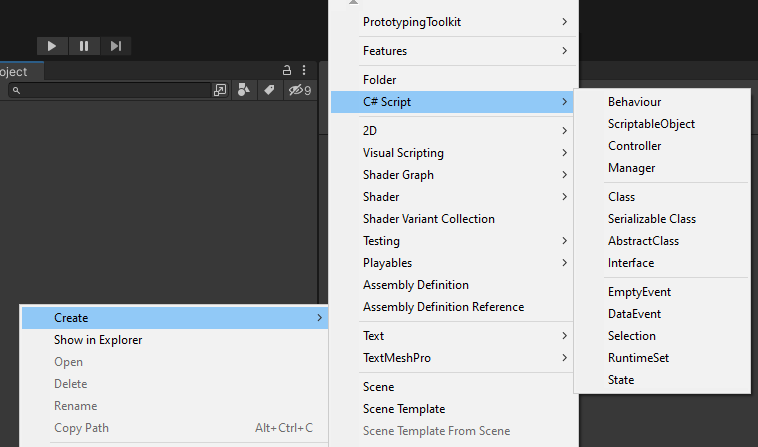 oject
9
Create
Show in Explorer
Open
Delete
Rename
Copy Path Alt+Ctrl+C
PrototypingToolkit
Features
Folder
C# Script
2D
Visual Scripting
Shader Graph
Shader
Shader Variant Collection
Testing
Playables
Assembly Definition
Assembly Definition Reference
Text
TextMeshPro
Scene
Scene Template
Scene Template From Scene
Behaviour
ScriptableObject
Controller
Manager
Class
Serializable Class
AbstractClass
Interface
EmptyEvent
DataEvent
Selection
RuntimeSet
State